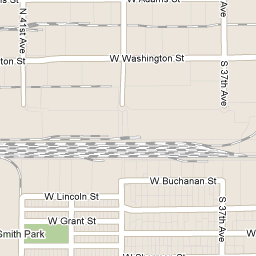 W Adams St
N 41st Ave
W Washington St
ton St
S 37th Ave
W Buchanan St
W Lincoln St
S 37th Ave
W Grant St
Smith Park